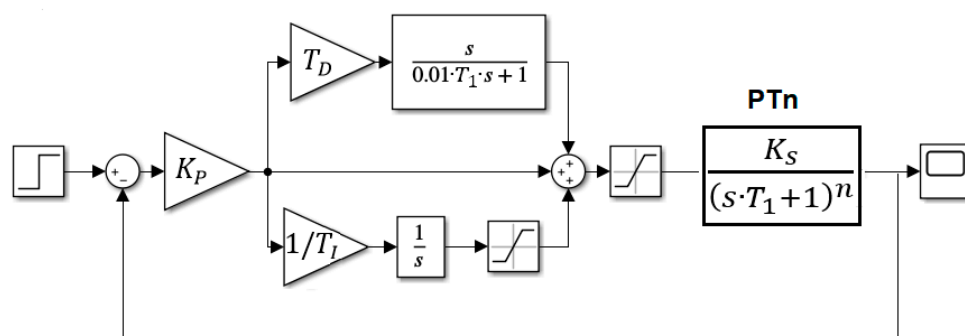 T_D
s
0.01·T_1·s+1
PTn
+
−
K_P
+
+
+
K_s
(s·T_1+1)^n
1/T_I
1
s